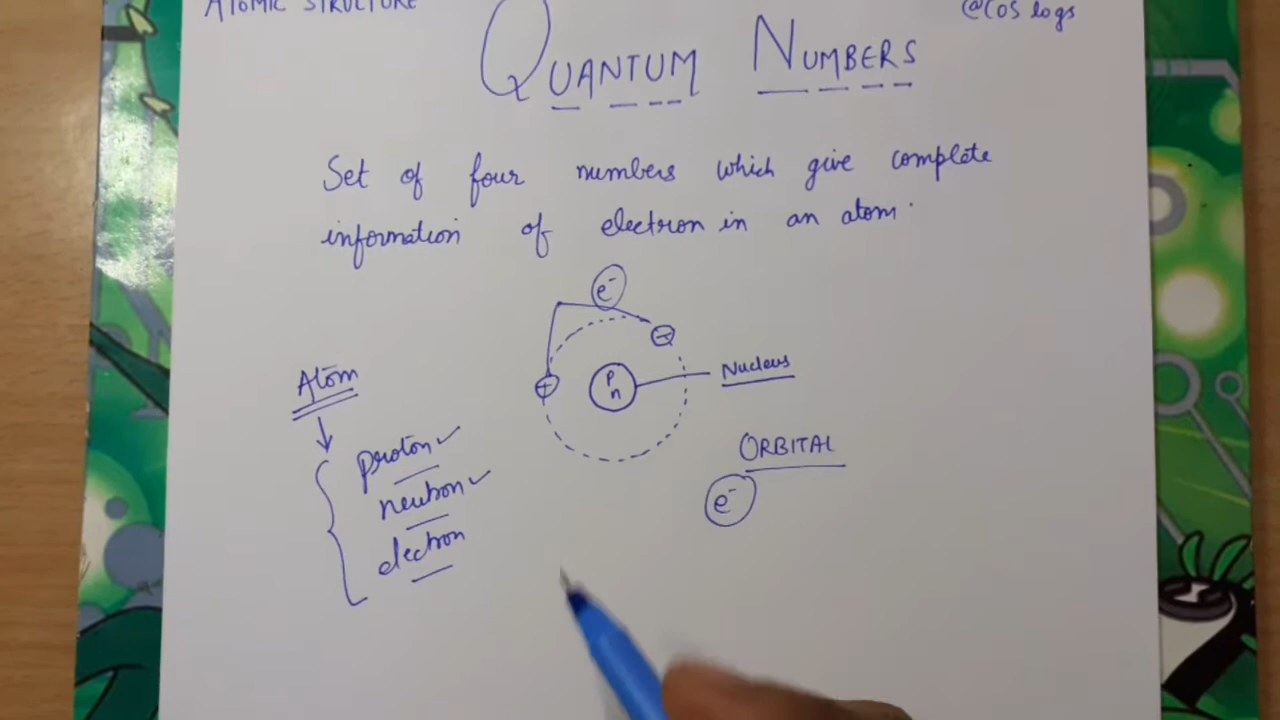 ATOMIC STRUCTURE
@COS logs
QUANTUM NUMBERS
Set of four numbers which give complete
information of electron in an atom.
e-
Atom
+
-
p
n
Nucleus
proton ✓
neutron ✓
electron
ORBITAL
e-